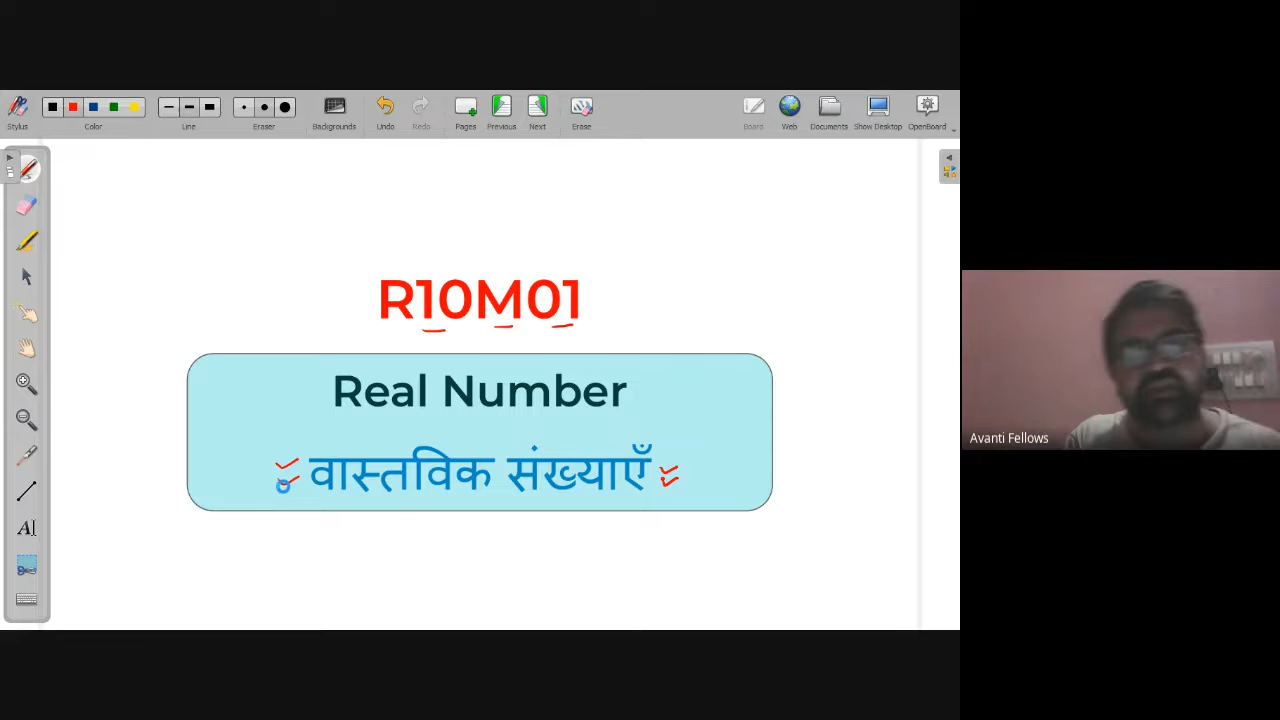 Stylus
Color
Line
Eraser
Backgrounds
Undo
Redo
Pages
Previous
Next
Erase
Board
Web
Documents
Show Desktop
OpenBoard
R10M01
Real Number
वास्तविक संख्याएँ
Avanti Fellows